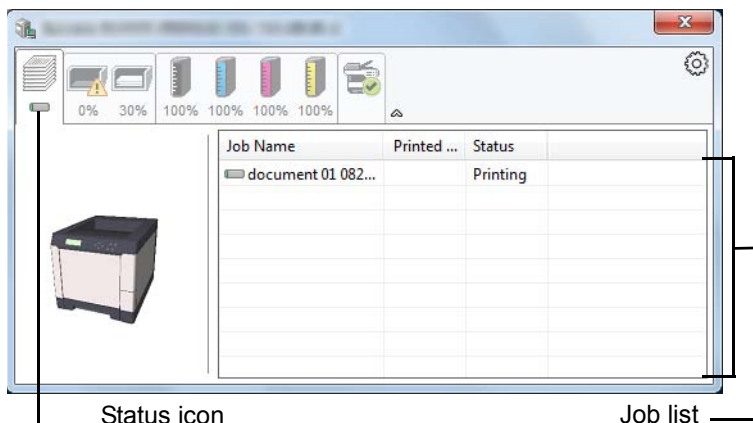 0% 30% 100% 100% 100% 100%
Job Name Printed ... Status
document 01 082... Printing
Status icon Job list